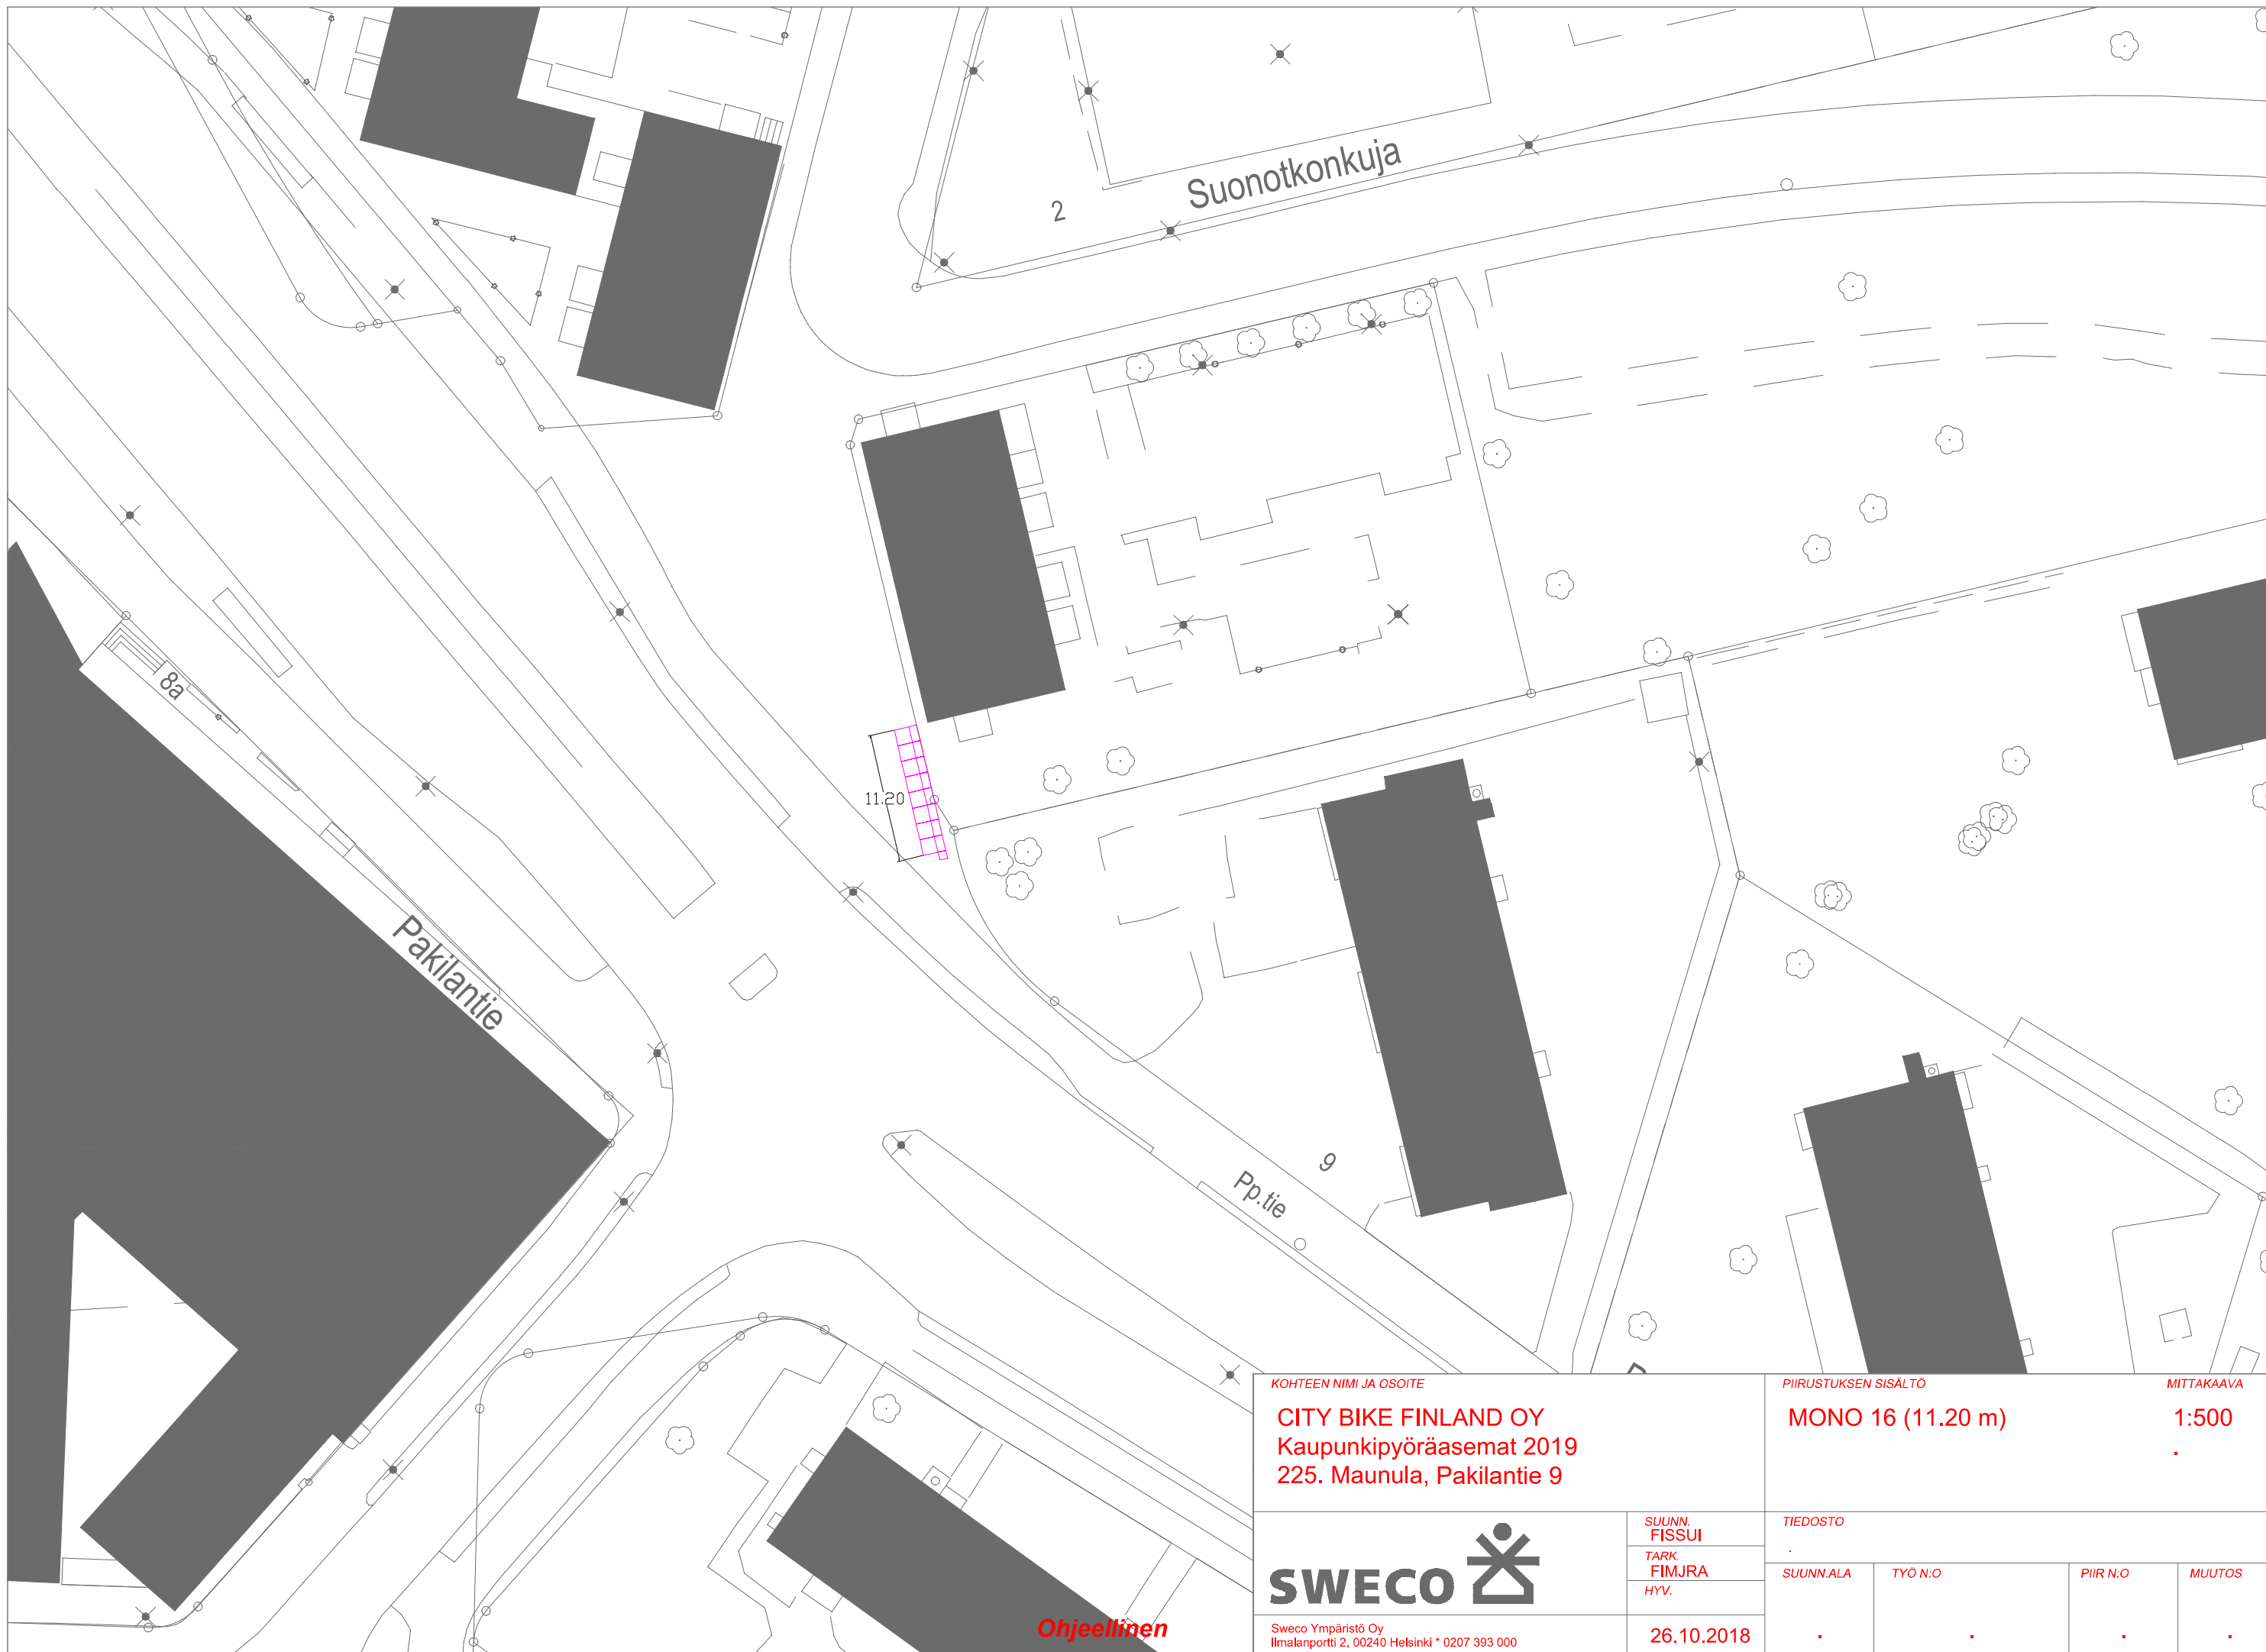 Suonotkonkuja
2
8a
11.20
Pakilantie
9
Pp.tie
KOHTEEN NIMI JA OSOITE
CITY BIKE FINLAND OY
Kaupunkipyöräasemat 2019
225. Maunula, Pakilantie 9
PIIRUSTUKSEN SISÄLTÖ
MITTAKAAVA
MONO 16 (11.20 m)
1:500
.
SWECO
SUUNN.
FISSUI
TARK.
FIMJRA
HYV.
TIEDOSTO
.
SUUNN.ALA
TYÖ N:O
PIIR N:O
MUUTOS
Ohjeellinen
Sweco Ympäristö Oy
Ilmalanportti 2, 00240 Helsinki * 0207 393 000
26.10.2018
. . . .